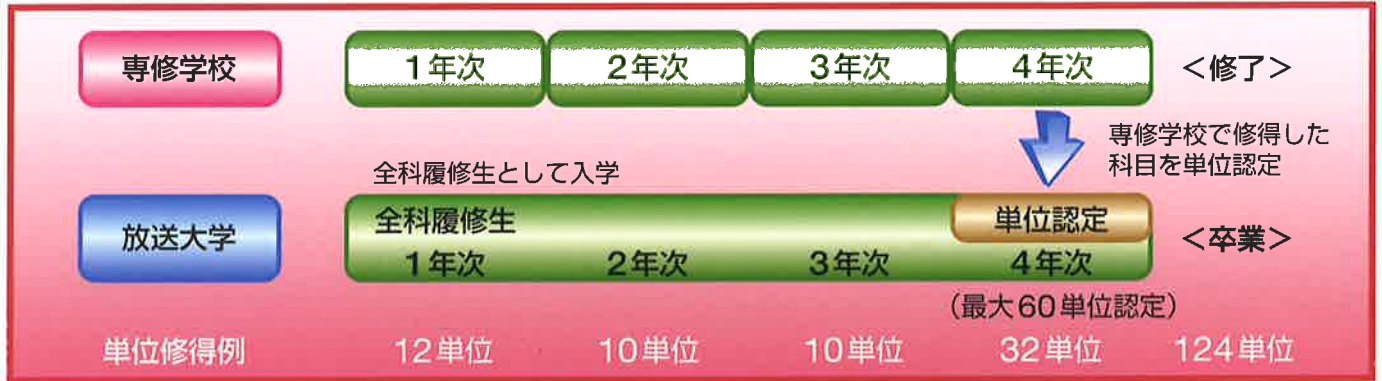 専修学校 1年次 2年次 3年次 4年次 <修了>
専修学校で修得した
科目を単位認定
全科履修生として入学
放送大学
全科履修生
単位認定
<卒業>
1年次 2年次 3年次 4年次
(最大60単位認定)
単位修得例 12単位 10単位 10単位 32単位 124単位